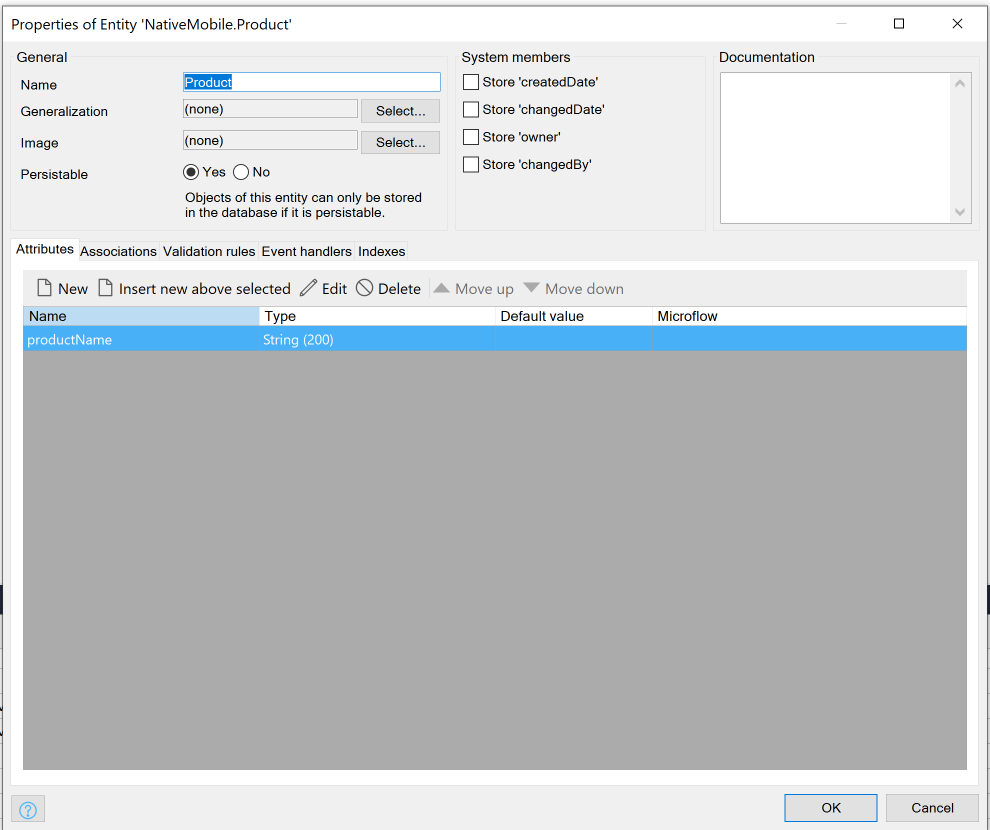 Properties of Entity 'NativeMobile.Product'
General
Name Product
Generalization (none) Select...
Image (none) Select...
Persistable Yes No
Objects of this entity can only be stored
in the database if it is persistable.
System members
Store 'createdDate'
Store 'changedDate'
Store 'owner'
Store 'changedBy'
Documentation
Attributes Associations Validation rules Event handlers Indexes
New Insert new above selected Edit Delete Move up Move down
Name Type Default value Microflow
productName String (200)
? OK Cancel